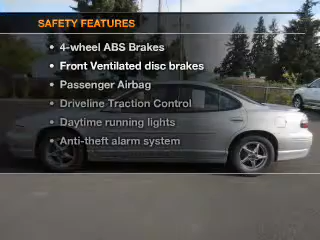 SAFETY FEATURES
4-wheel ABS Brakes
Front Ventilated disc brakes
Passenger Airbag
Driveline Traction Control
Daytime running lights
Anti-theft alarm system